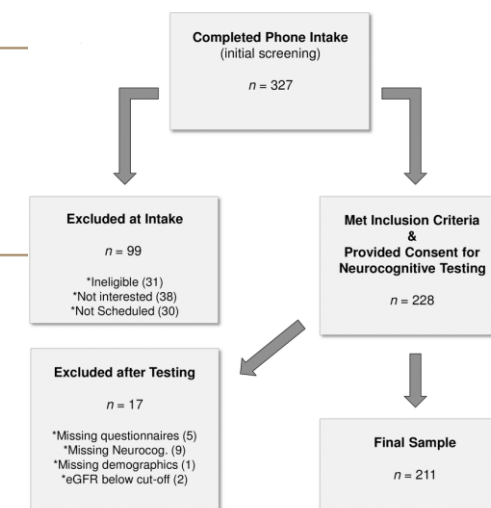 Completed Phone Intake
(initial screening)
n = 327
Excluded at Intake
n = 99
*Ineligible (31)
*Not interested (38)
*Not Scheduled (30)
Met Inclusion Criteria
&
Provided Consent for
Neurocognitive Testing
n = 228
Excluded after Testing
n = 17
*Missing questionnaires (5)
*Missing Neurocog. (9)
*Missing demographics (1)
*eGFR below cut-off (2)
Final Sample
n = 211